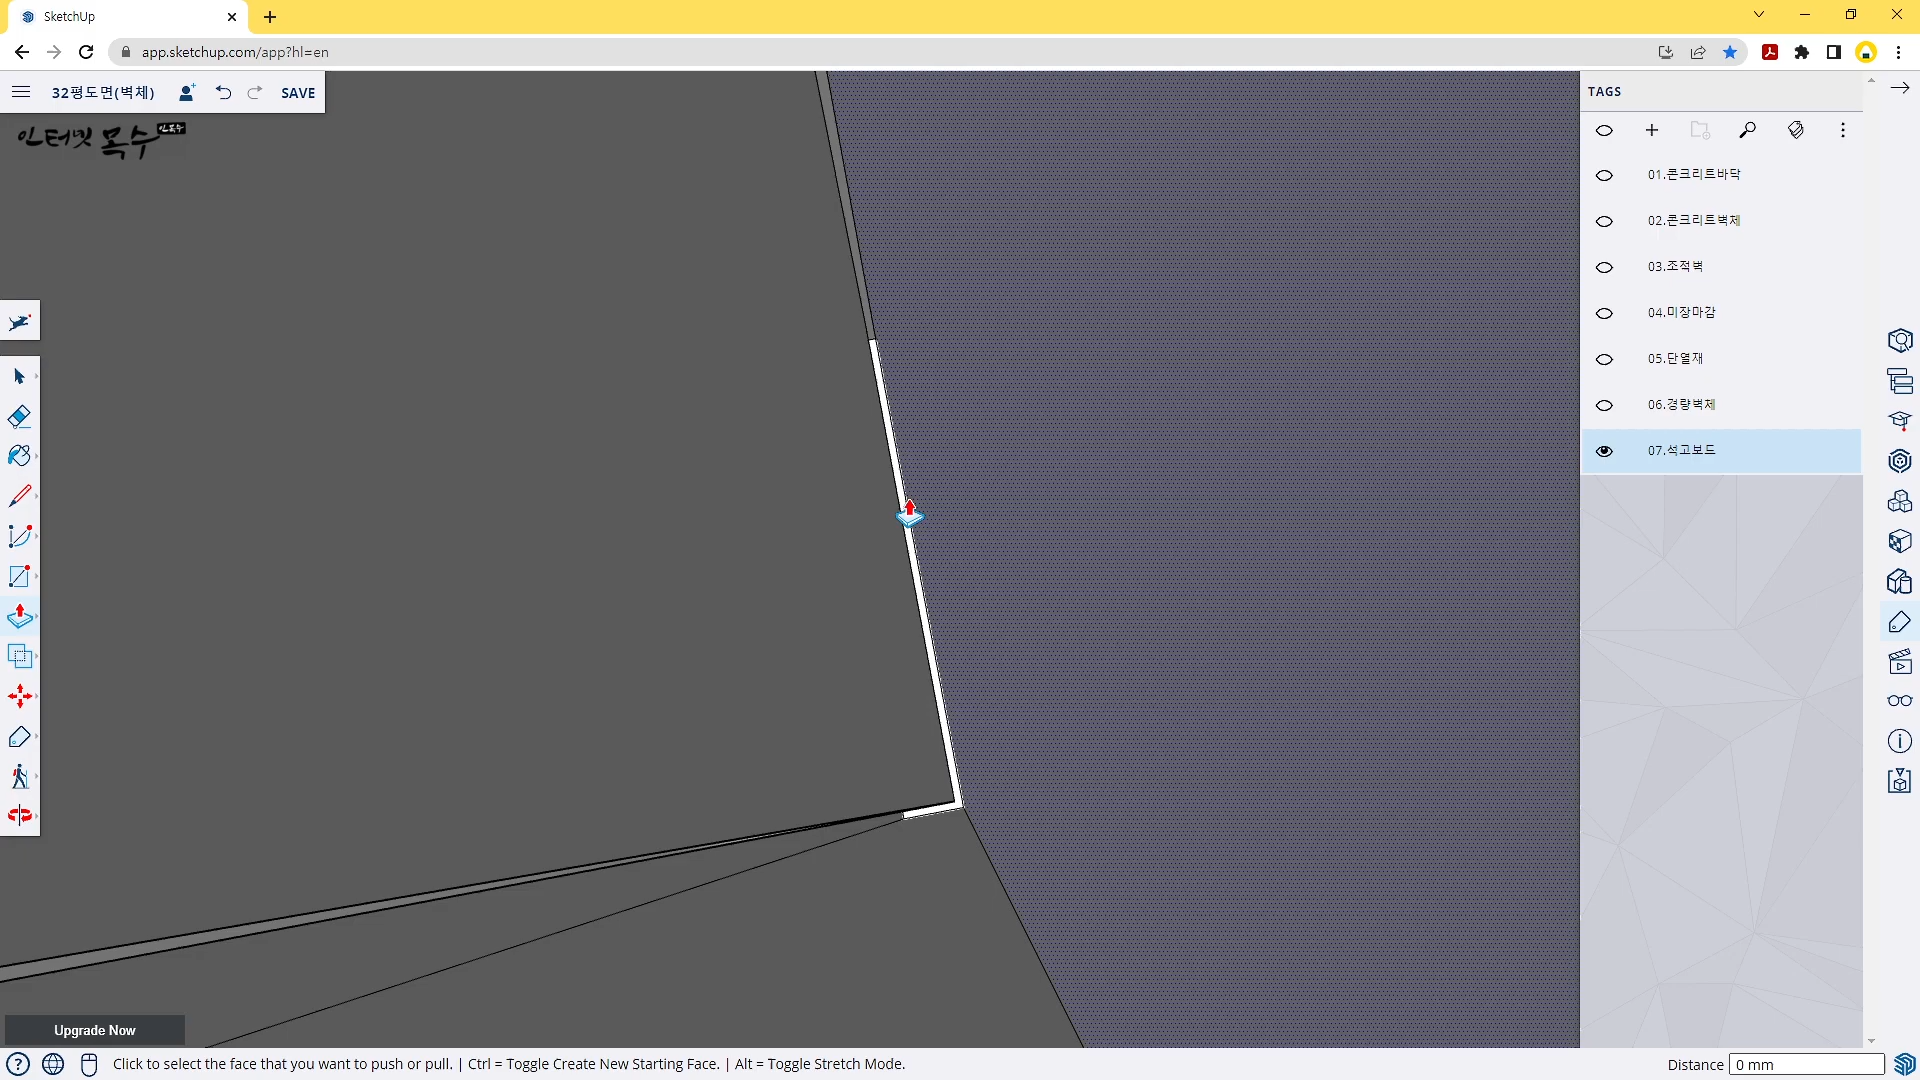 SketchUp
app.sketchup.com/app?hl=en
32평도면(벽체)
SAVE
인터넷 목수 인목수
TAGS
01.콘크리트바닥
02.콘크리트벽체
03.조적벽
04.미장마감
05.단열재
06.경량벽체
07.석고보드
Upgrade Now
Click to select the face that you want to push or pull. | Ctrl = Toggle Create New Starting Face. | Alt = Toggle Stretch Mode.
Distance 0 mm